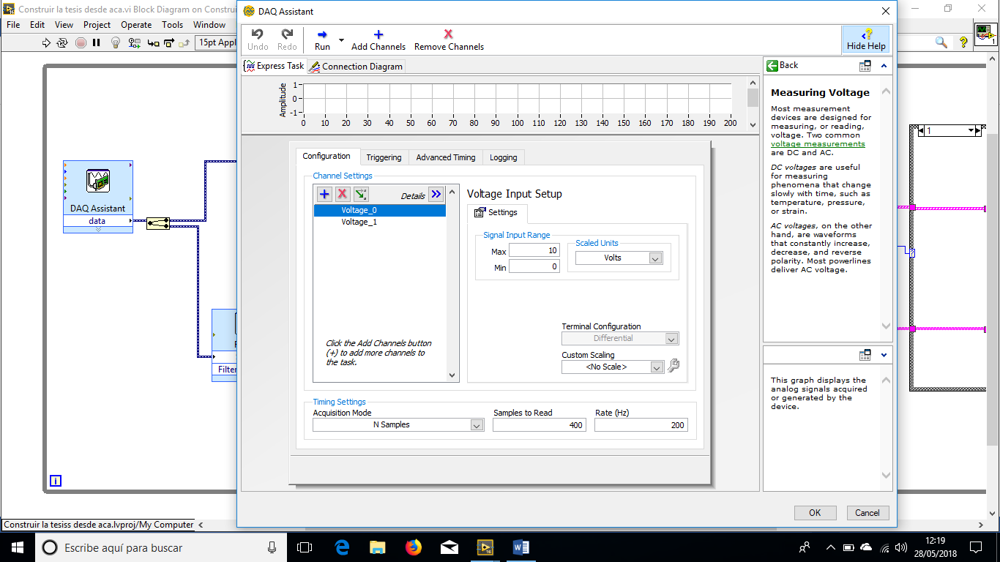 Construir la tesis desde aca.vi Block Diagram on Construi
DAQ Assistant
File Edit View Project Operate Tools Window
Undo Redo Run Add Channels Remove Channels Hide Help
15pt Appl
Express Task Connection Diagram
Back
Amplitude
1
0
-1
0 10 20 30 40 50 60 70 80 90 100 110 120 130 140 150 160 170 180 190 200
Measuring Voltage
Most measurement
devices are designed for
measuring, or reading,
voltage. Two common
voltage measurements
are DC and AC.
DC voltages are useful
for measuring
phenomena that change
slowly with time, such as
temperature, pressure,
or strain.
AC voltages, on the other
hand, are waveforms
that constantly increase,
decrease, and reverse
polarity. Most powerlines
deliver AC voltage.
Configuration Triggering Advanced Timing Logging
Channel Settings
Details
Voltage_0
Voltage_1
Click the Add Channels button
(+) to add more channels to
the task.
Voltage Input Setup
Settings
Signal Input Range
Max 10
Min 0
Scaled Units
Volts
Terminal Configuration
Differential
Custom Scaling
<No Scale>
Timing Settings
Acquisition Mode Samples to Read Rate (Hz)
N Samples 400 200
This graph displays the
analog signals acquired
or generated by the
device.
OK Cancel
DAQ Assistant
data
Filter
1
?
i
Construir la tesiss desde aca.lvproj/My Computer
Escribe aquí para buscar
12:19
28/05/2018